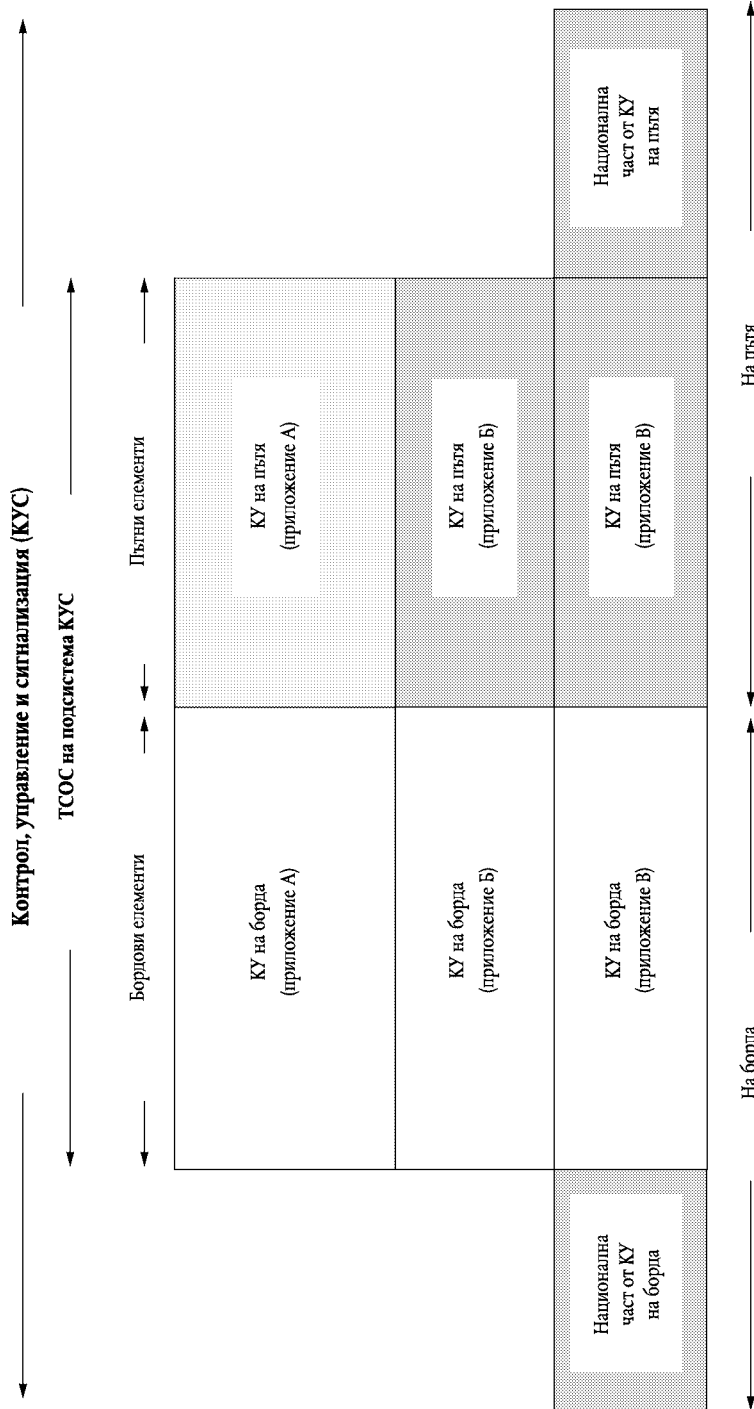 Контрол, управление и сигнализация (КУС)
ТСОС на подсистема КУС
Бордови елементи
Пътни елементи
КУ на борда
(приложение А)
КУ на пътя
(приложение А)
КУ на борда
(приложение Б)
КУ на пътя
(приложение Б)
Национална
част от КУ
на борда
КУ на борда
(приложение В)
КУ на пътя
(приложение В)
Национална
част от КУ
на пътя
На борда
На пътя